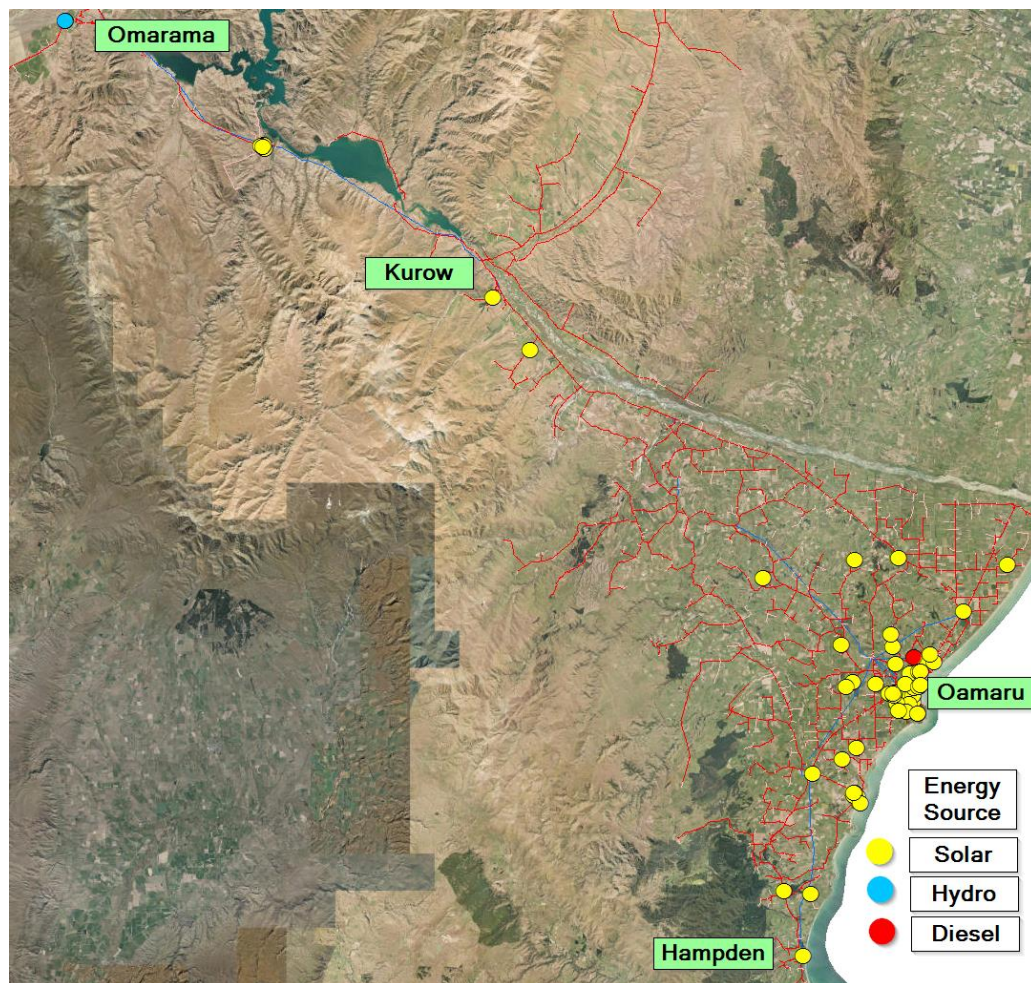 Omarama
Kurow
Oamaru
Energy
Source
Solar
Hydro
Diesel
Hampden